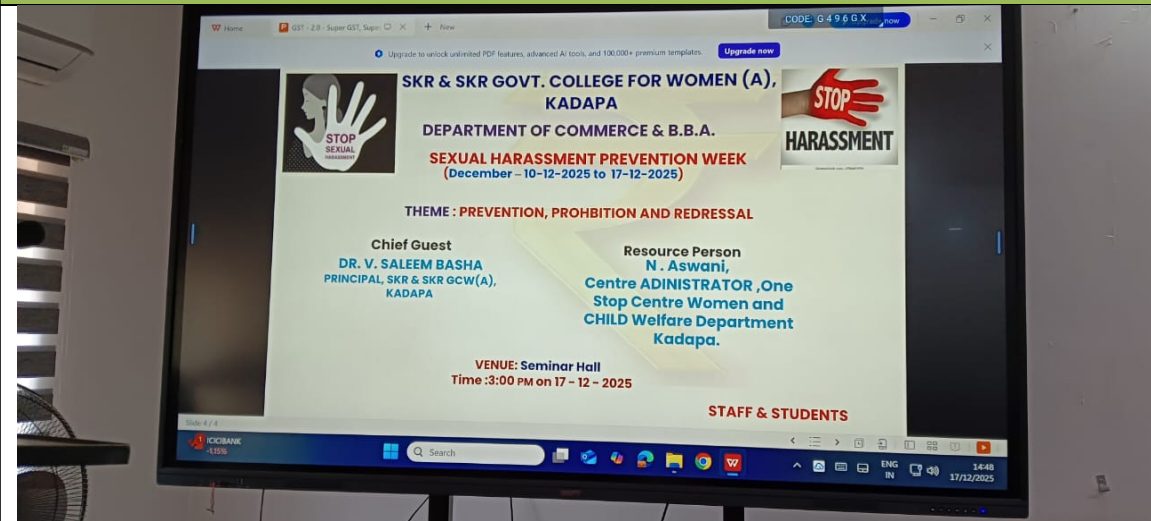 Home
GST - 2.0 - Super GST, Supe
+ New
CODE: G496GX
now
Upgrade to unlock unlimited PDF features, advanced AI tools, and 100,000+ premium templates.
Upgrade now
SKR & SKR GOVT. COLLEGE FOR WOMEN (A),
KADAPA
STOP
SEXUAL
HARASSMENT
STOP
HARASSMENT
DEPARTMENT OF COMMERCE & B.B.A.
SEXUAL HARASSMENT PREVENTION WEEK
(December – 10-12-2025 to 17-12-2025)
THEME : PREVENTION, PROHBITION AND REDRESSAL
Chief Guest
DR. V. SALEEM BASHA
PRINCIPAL, SKR & SKR GCW(A),
KADAPA
Resource Person
N . Aswani,
Centre ADINISTRATOR ,One
Stop Centre Women and
CHILD Welfare Department
Kadapa.
VENUE: Seminar Hall
Time :3:00 PM on 17 - 12 - 2025
STAFF & STUDENTS
Slide 4 / 4
1
ICICIBANK
-1.15%
Search
ENG
IN
14:48
17/12/2025